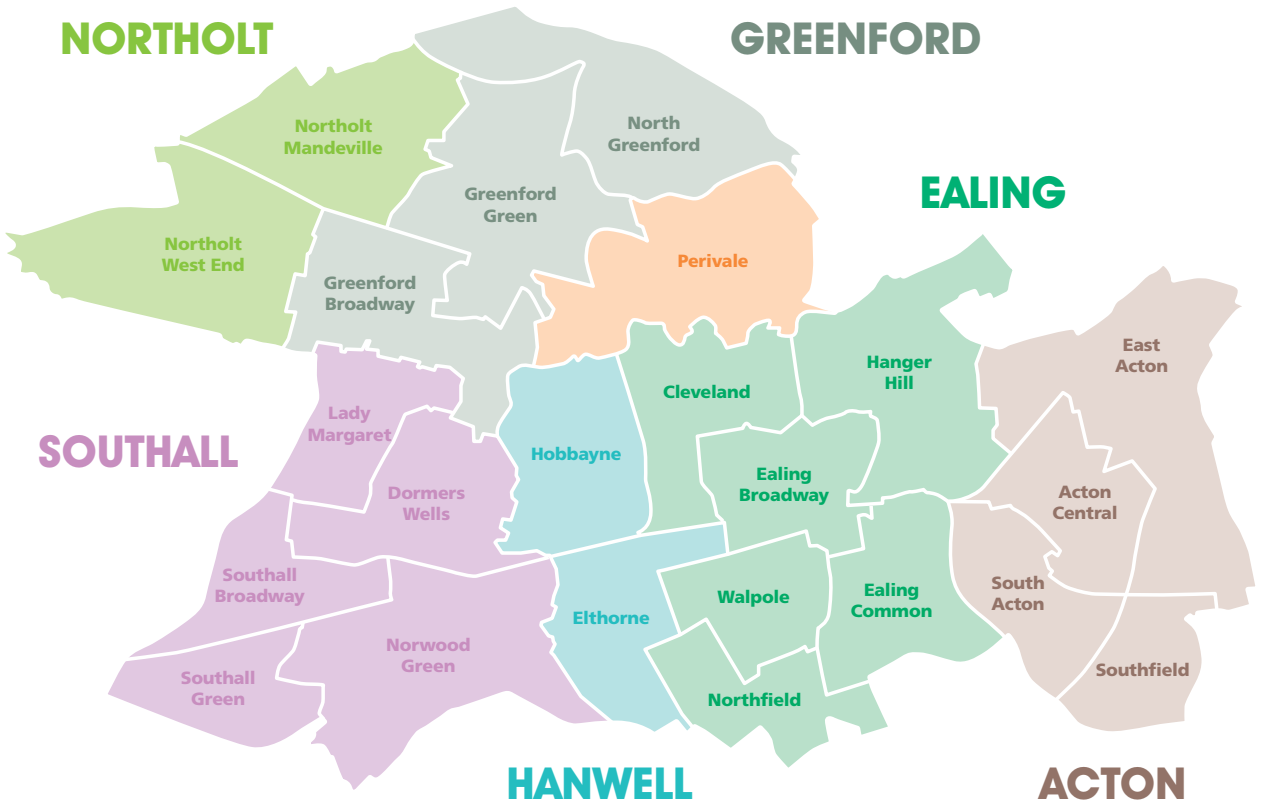 NORTHOLT
GREENFORD
Northolt
Mandeville
North
Greenford
Greenford
Green
EALING
Northolt
West End
Perivale
Greenford
Broadway
East
Acton
Hanger
Hill
Cleveland
Lady
Margaret
SOUTHALL
Hobbayne
Ealing
Broadway
Dormers
Wells
Acton
Central
Southall
Broadway
South
Acton
Walpole
Ealing
Common
Elthorne
Norwood
Green
Southfield
Southall
Green
Northfield
HANWELL
ACTON